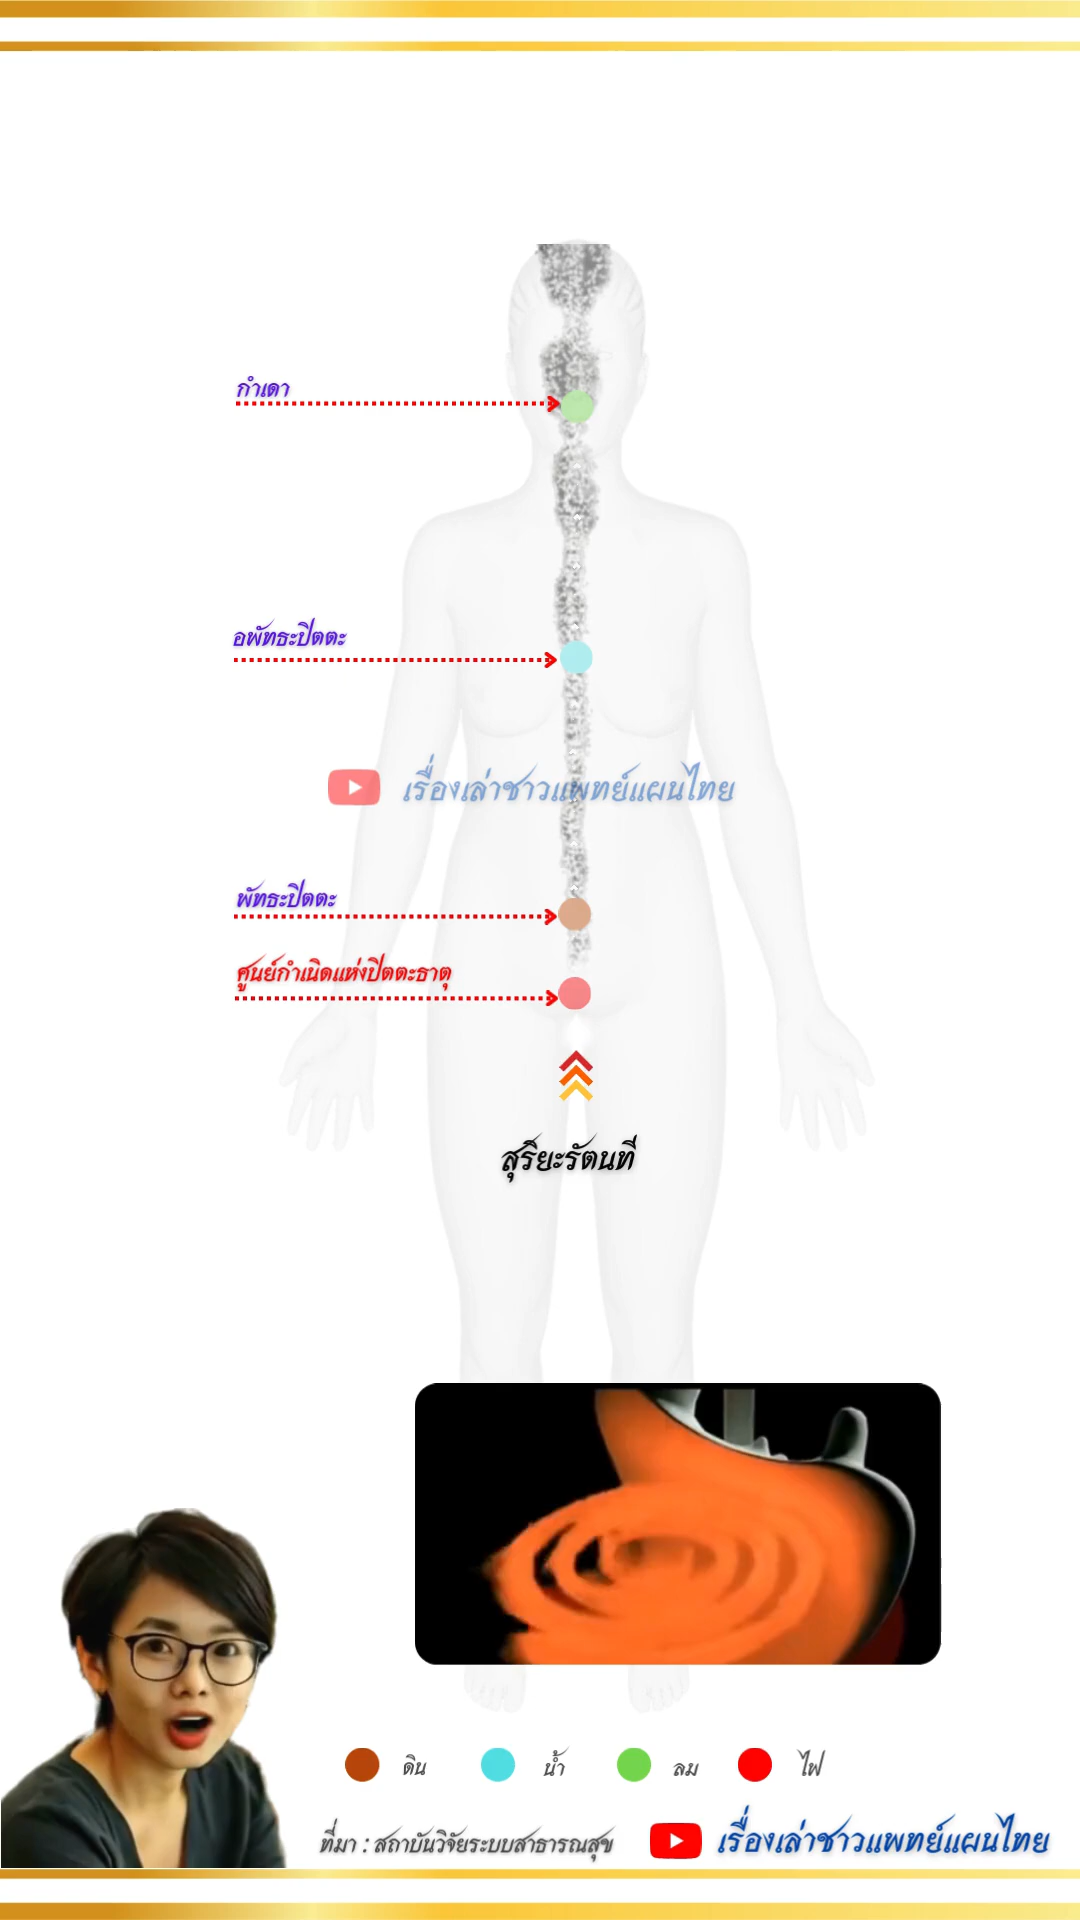 กำเดา
อพัทธะปิตตะ
เรื่องเล่าชาวแพทย์แผนไทย
พัทธะปิตตะ
ศูนย์กำเนิดแห่งปิตตะธาตุ
สุริยะรัตนที
ดิน น้ำ ลม ไฟ
ที่มา : สถาบันวิจัยระบบสาธารณสุข เรื่องเล่าชาวแพทย์แผนไทย